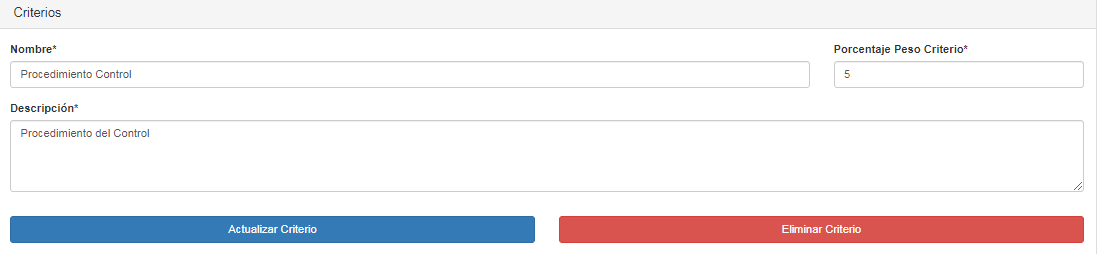 Criterios
Nombre* Porcentaje Peso Criterio*
Procedimiento Control 5
Descripción*
Procedimiento del Control
Actualizar Criterio Eliminar Criterio